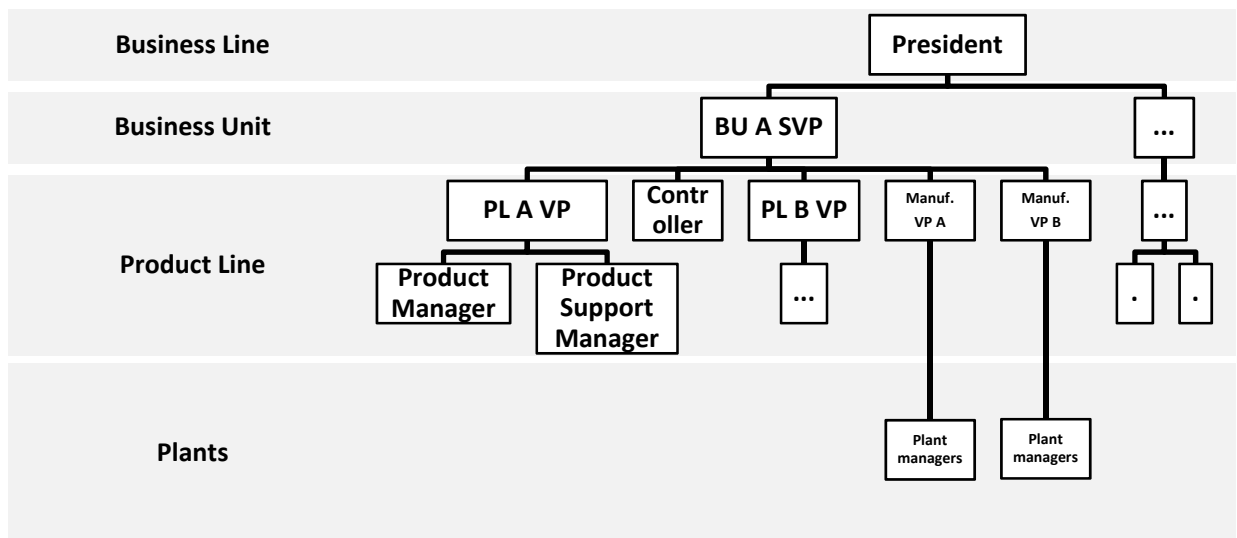 Business Line
President
Business Unit
BU A SVP
...
Product Line
PL A VP
Contr
oller
PL B VP
Manuf.
VP A
Manuf.
VP B
...
Product
Manager
Product
Support
Manager
...
.
.
Plants
Plant
managers
Plant
managers